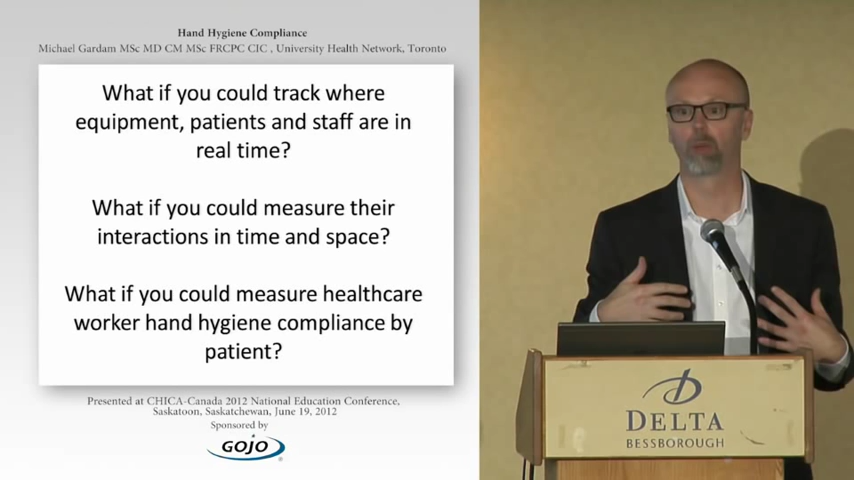 Hand Hygiene Compliance
Michael Gardam MSc MD CM MSc FRCPC CIC , University Health Network, Toronto
What if you could track where
equipment, patients and staff are in
real time?
What if you could measure their
interactions in time and space?
What if you could measure healthcare
worker hand hygiene compliance by
patient?
Presented at CHICA-Canada 2012 National Education Conference,
Saskatoon, Saskatchewan, June 19, 2012
Sponsored by
GOJO
DELTA
BESSBOROUGH